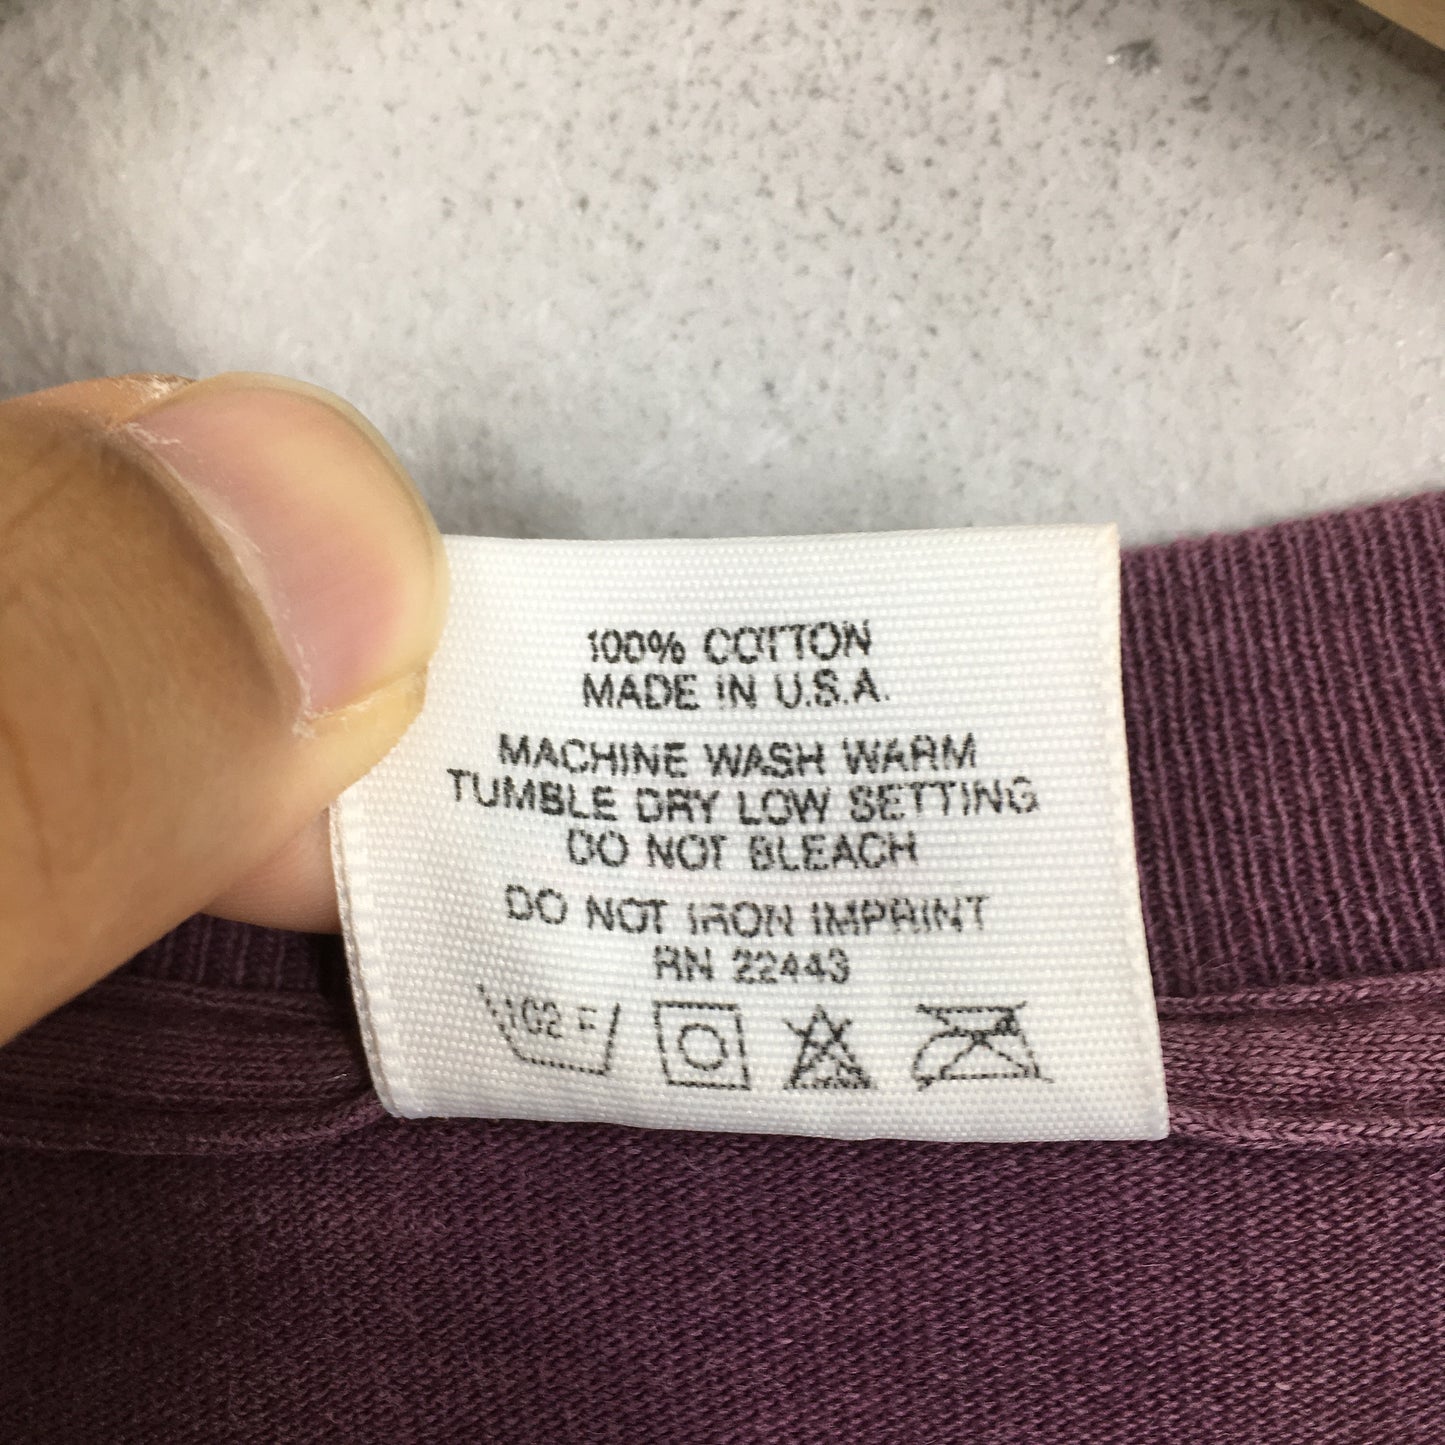 100% COTTON
MADE IN U.S.A.
MACHINE WASH WARM
TUMBLE DRY LOW SETTING
DO NOT BLEACH
DO NOT IRON IMPRINT
RN 22443
102 F